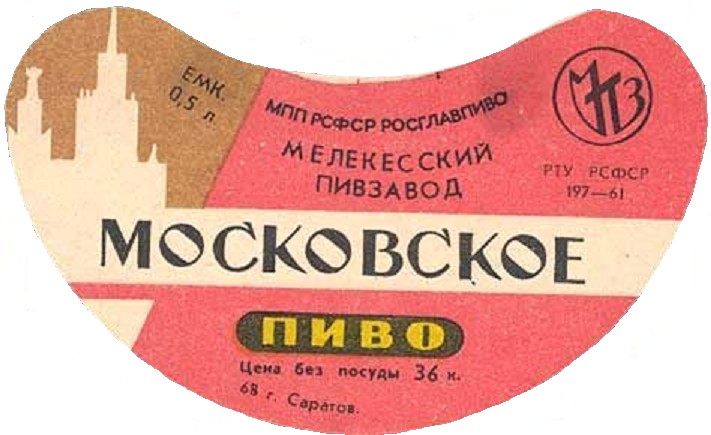 ЕМК.
0,5 л.
МПП РСФСР РОСГЛАВПИВО
МЕЛЕКЕССКИЙ
ПИВЗАВОД
МПЗ
РТУ РСФСР
197—61
МОСКОВСКОЕ
ПИВО
Цена без посуды 36 к.
68 г. Саратов.